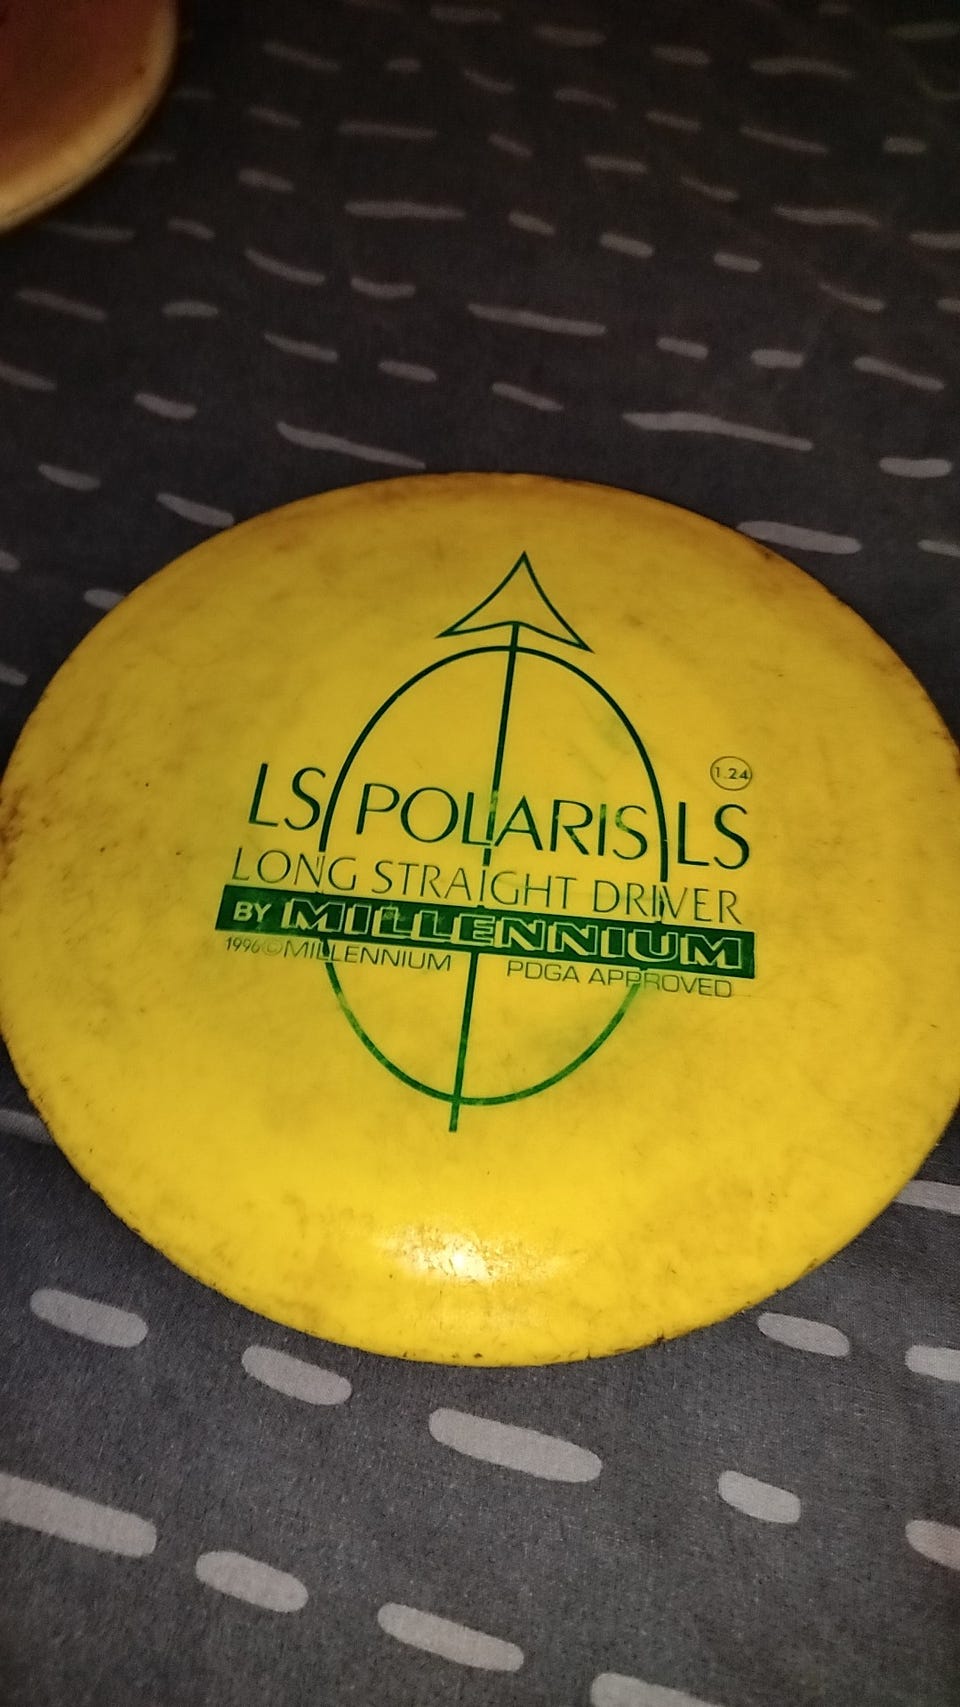 1.24
LS POLARIS LS
LONG STRAIGHT DRIVER
BY MILLENNIUM
1996©MILLENNIUM PDGA APPROVED